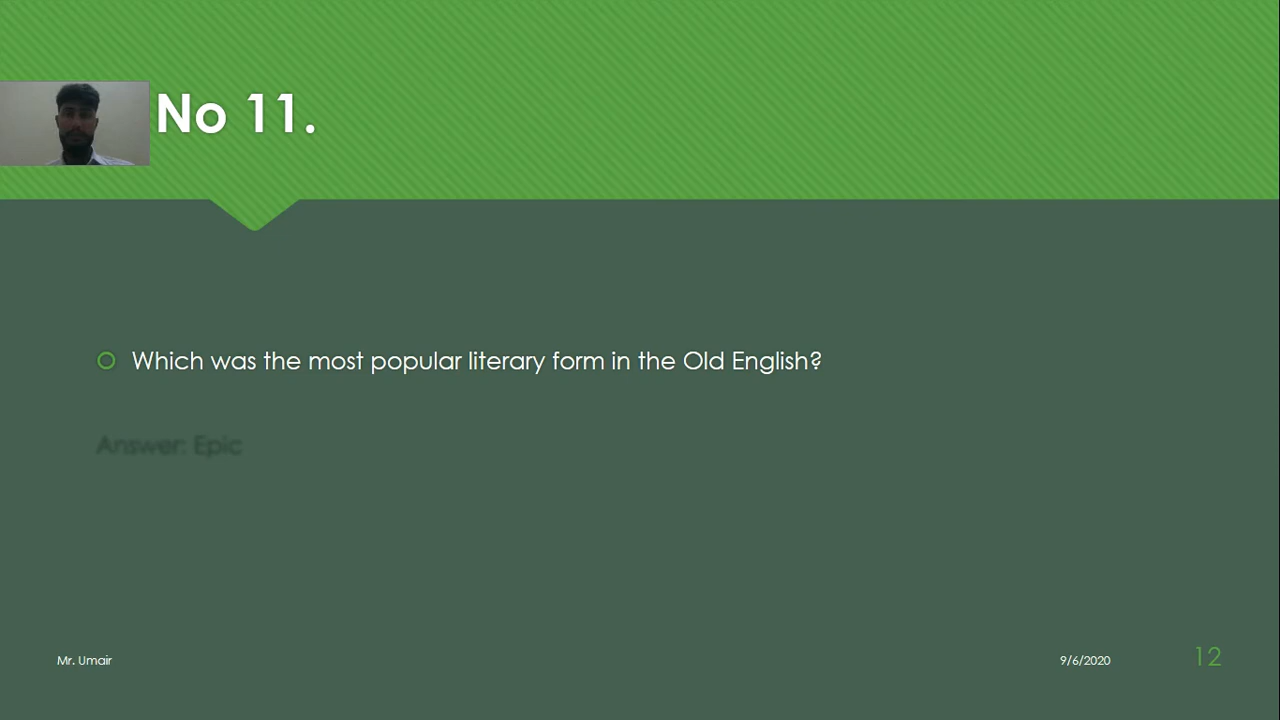 No 11.
Which was the most popular literary form in the Old English?
Answer: Epic
Mr. Umair
9/6/2020
12